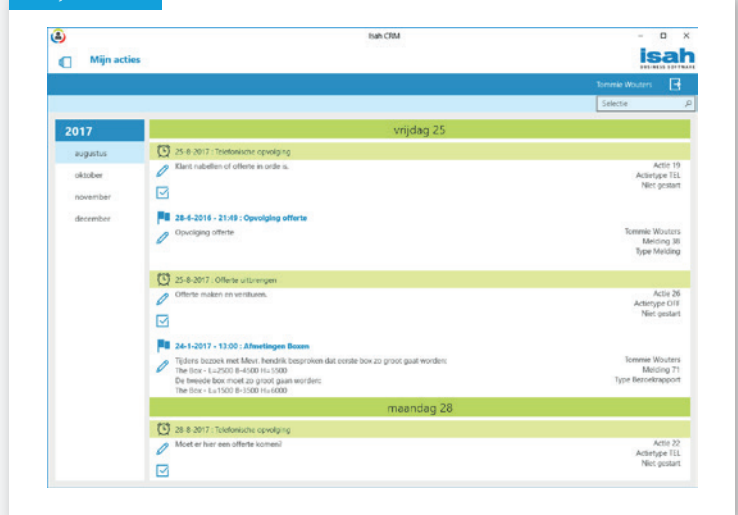 Isah CRM
Mijn acties
isah
BUSINESS SOFTWARE
Tommie Wouters
Selectie
2017
augustus
oktober
november
december
vrijdag 25
25-8-2017 : Telefonische opvolging
Klant nabellen of offerte in orde is.
Actie 19
Actietype TEL
Niet gestart
28-6-2016 - 21:49 : Opvolging offerte
Opvolging offerte
Tommie Wouters
Melding 36
Type Melding
25-8-2017 : Offerte uitbrengen
Offerte maken en versturen.
Actie 26
Actietype OFF
Niet gestart
24-1-2017 - 13:00 : Afmetingen Boxen
Tijdens bezoek met Mevr. hendrik besproken dat eerste box zo groot gaat worden:
The Box - L=2500 B=4500 H=5500
De tweede box moet zo groot gaan worden:
The Box - L=1500 B=3500 H=6000
Tommie Wouters
Melding 71
Type Bezoekrapport
maandag 28
28-8-2017 : Telefonische opvolging
Moet er hier een offerte komen?
Actie 22
Actietype TEL
Niet gestart